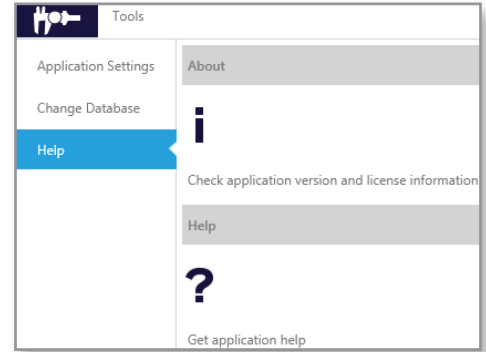 Tools
Application Settings
Change Database
Help
About
i
Check application version and license information
Help
?
Get application help